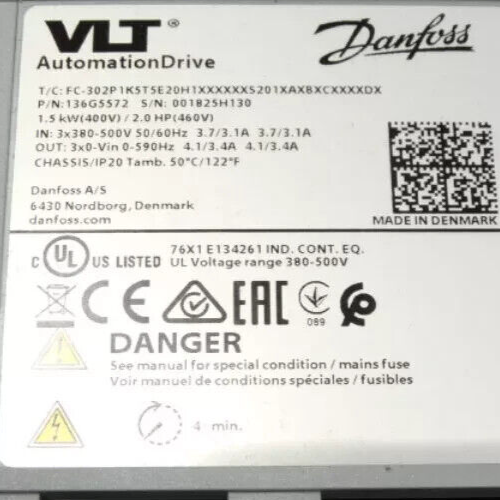 VLT®
Danfoss
AutomationDrive
T/C: FC-302P1K5T5E20H1XXXXXXS201XAXBXCXXXXDX
P/N:136G5572 S/N: 001825H130
1.5 kW(400V) / 2.0 HP(460V)
IN: 3x380-500V 50/60Hz 3.7/3.1A 3.7/3.1A
OUT: 3x0-Vin 0-590Hz 4.1/3.4A 4.1/3.4A
CHASSIS/IP20 Tamb. 50°C/122°F
Danfoss A/S
6430 Nordborg, Denmark
danfoss.com
MADE IN DENMARK
C UL US LISTED
76X1 E134261 IND. CONT. EQ.
UL Voltage range 380-500V
CE EAC
089
DANGER
See manual for special condition / mains fuse
Voir manuel de conditions spéciales / fusibles
4 min.